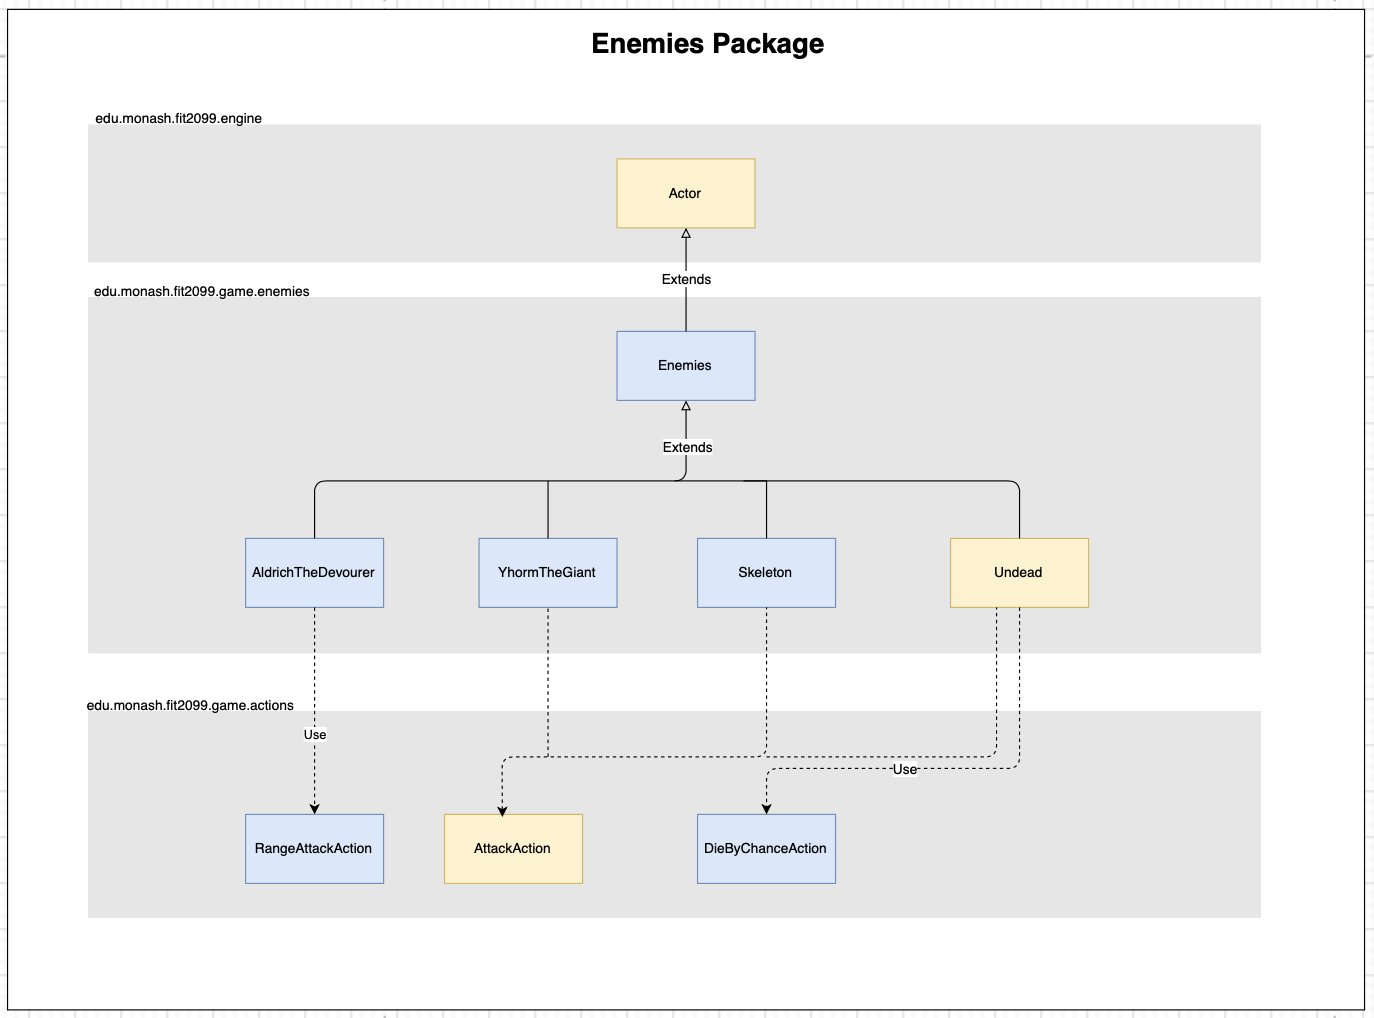 Enemies Package
edu.monash.fit2099.engine
Actor
Extends
edu.monash.fit2099.game.enemies
Enemies
Extends
AldrichTheDevourer
YhormTheGiant
Skeleton
Undead
edu.monash.fit2099.game.actions
Use
Use
RangeAttackAction
AttackAction
DieByChanceAction